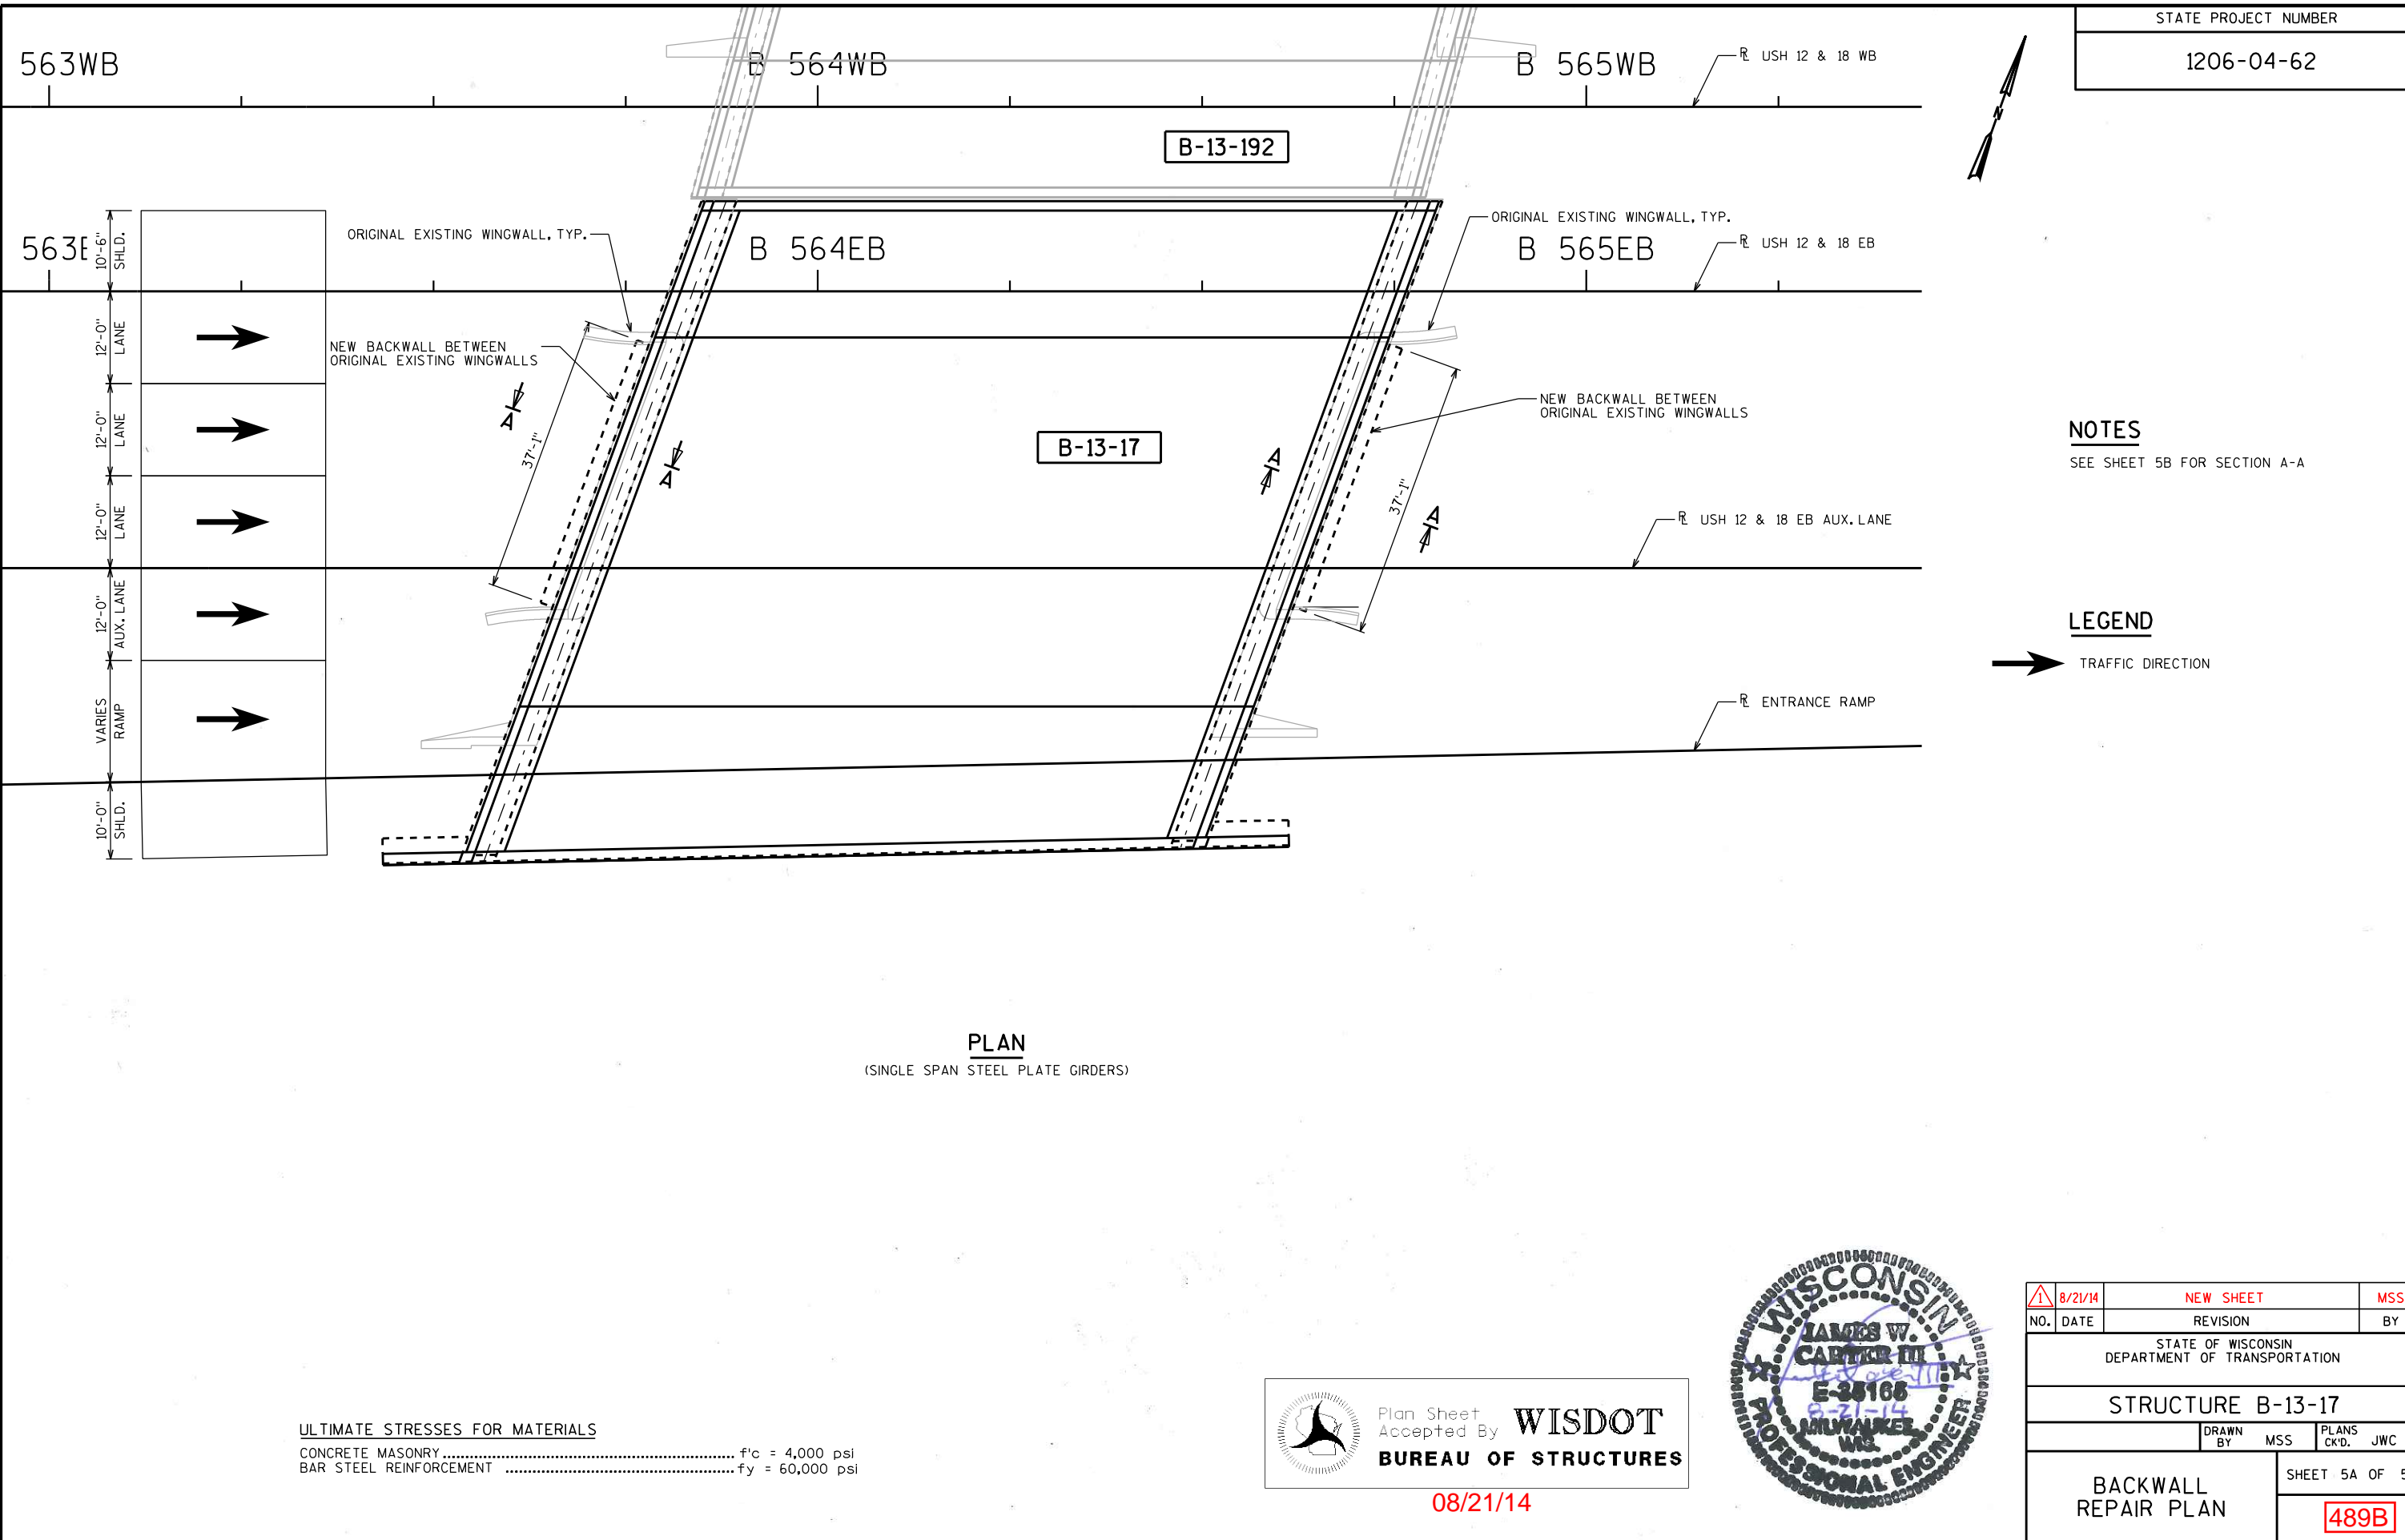 STATE PROJECT NUMBER
1206-04-62
563WB
B 564WB
B 565WB
℞ USH 12 & 18 WB
N
B-13-192
ORIGINAL EXISTING WINGWALL, TYP.
ORIGINAL EXISTING WINGWALL, TYP.
10'-6"
SHLD.
B 564EB
B 565EB
℞ USH 12 & 18 EB
12'-0"
LANE
NEW BACKWALL BETWEEN
ORIGINAL EXISTING WINGWALLS
12'-0"
LANE
A
A
37'-1"
B-13-17
A
A
37'-1"
NEW BACKWALL BETWEEN
ORIGINAL EXISTING WINGWALLS
NOTES
SEE SHEET 5B FOR SECTION A-A
12'-0"
LANE
℞ USH 12 & 18 EB AUX. LANE
12'-0"
AUX. LANE
LEGEND
TRAFFIC DIRECTION
VARIES
RAMP
℞ ENTRANCE RAMP
10'-0"
SHLD.
PLAN
(SINGLE SPAN STEEL PLATE GIRDERS)
ULTIMATE STRESSES FOR MATERIALS
CONCRETE MASONRY f'c = 4,000 psi
BAR STEEL REINFORCEMENT fy = 60,000 psi
Plan Sheet
Accepted By WISDOT
BUREAU OF STRUCTURES
08/21/14
WISCONSIN
JAMES W.
CARTER III
8-21-14
MILWAUKEE
WIS.
PROFESSIONAL ENGINEER
1 8/21/14 NEW SHEET MSS
NO. DATE REVISION BY
STATE OF WISCONSIN
DEPARTMENT OF TRANSPORTATION
STRUCTURE B-13-17
DRAWN BY MSS PLANS CK'D. JWC
BACKWALL
REPAIR PLAN
SHEET 5A OF
489B